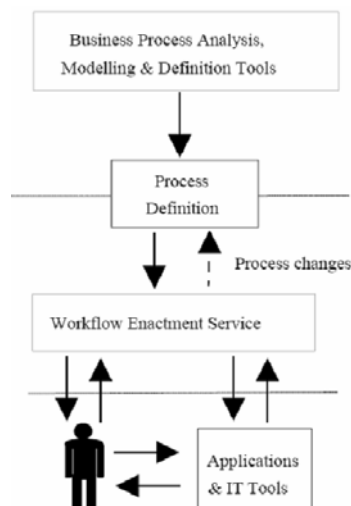 Business Process Analysis,
Modelling & Definition Tools
Process
Definition
Process changes
Workflow Enactment Service
Applications
& IT Tools